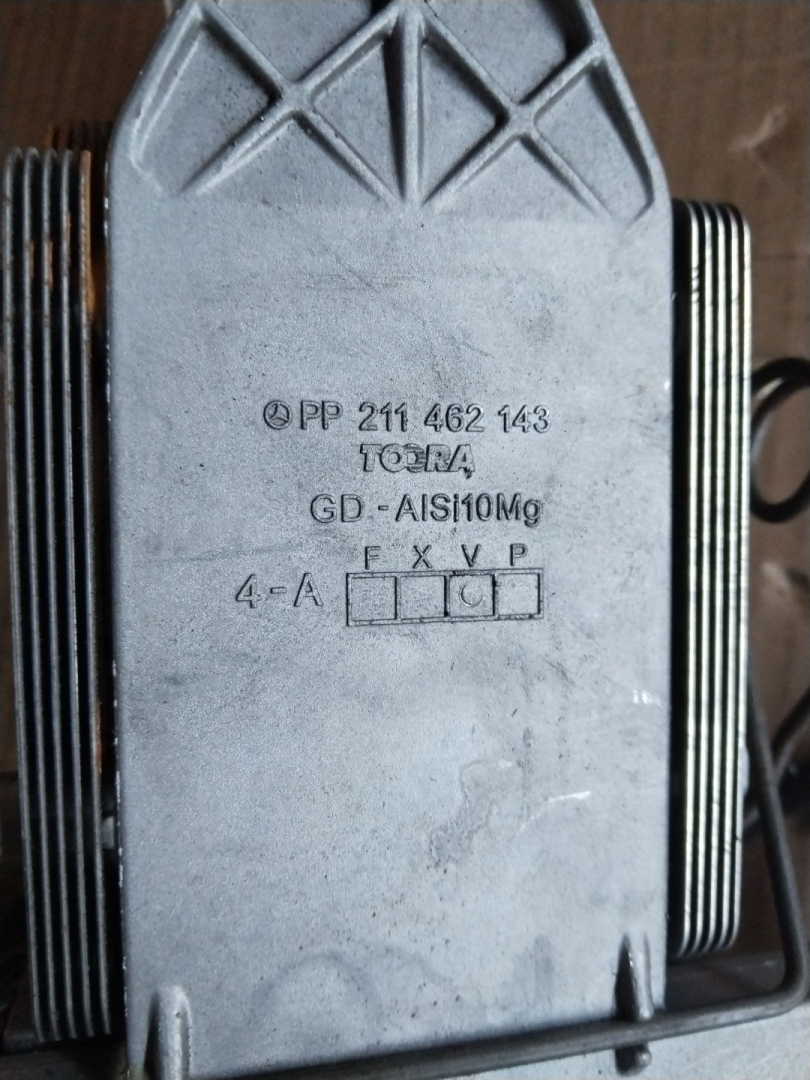 PP 211 462 143
TOORA
GD-AlSi10Mg
F X V P
4-A